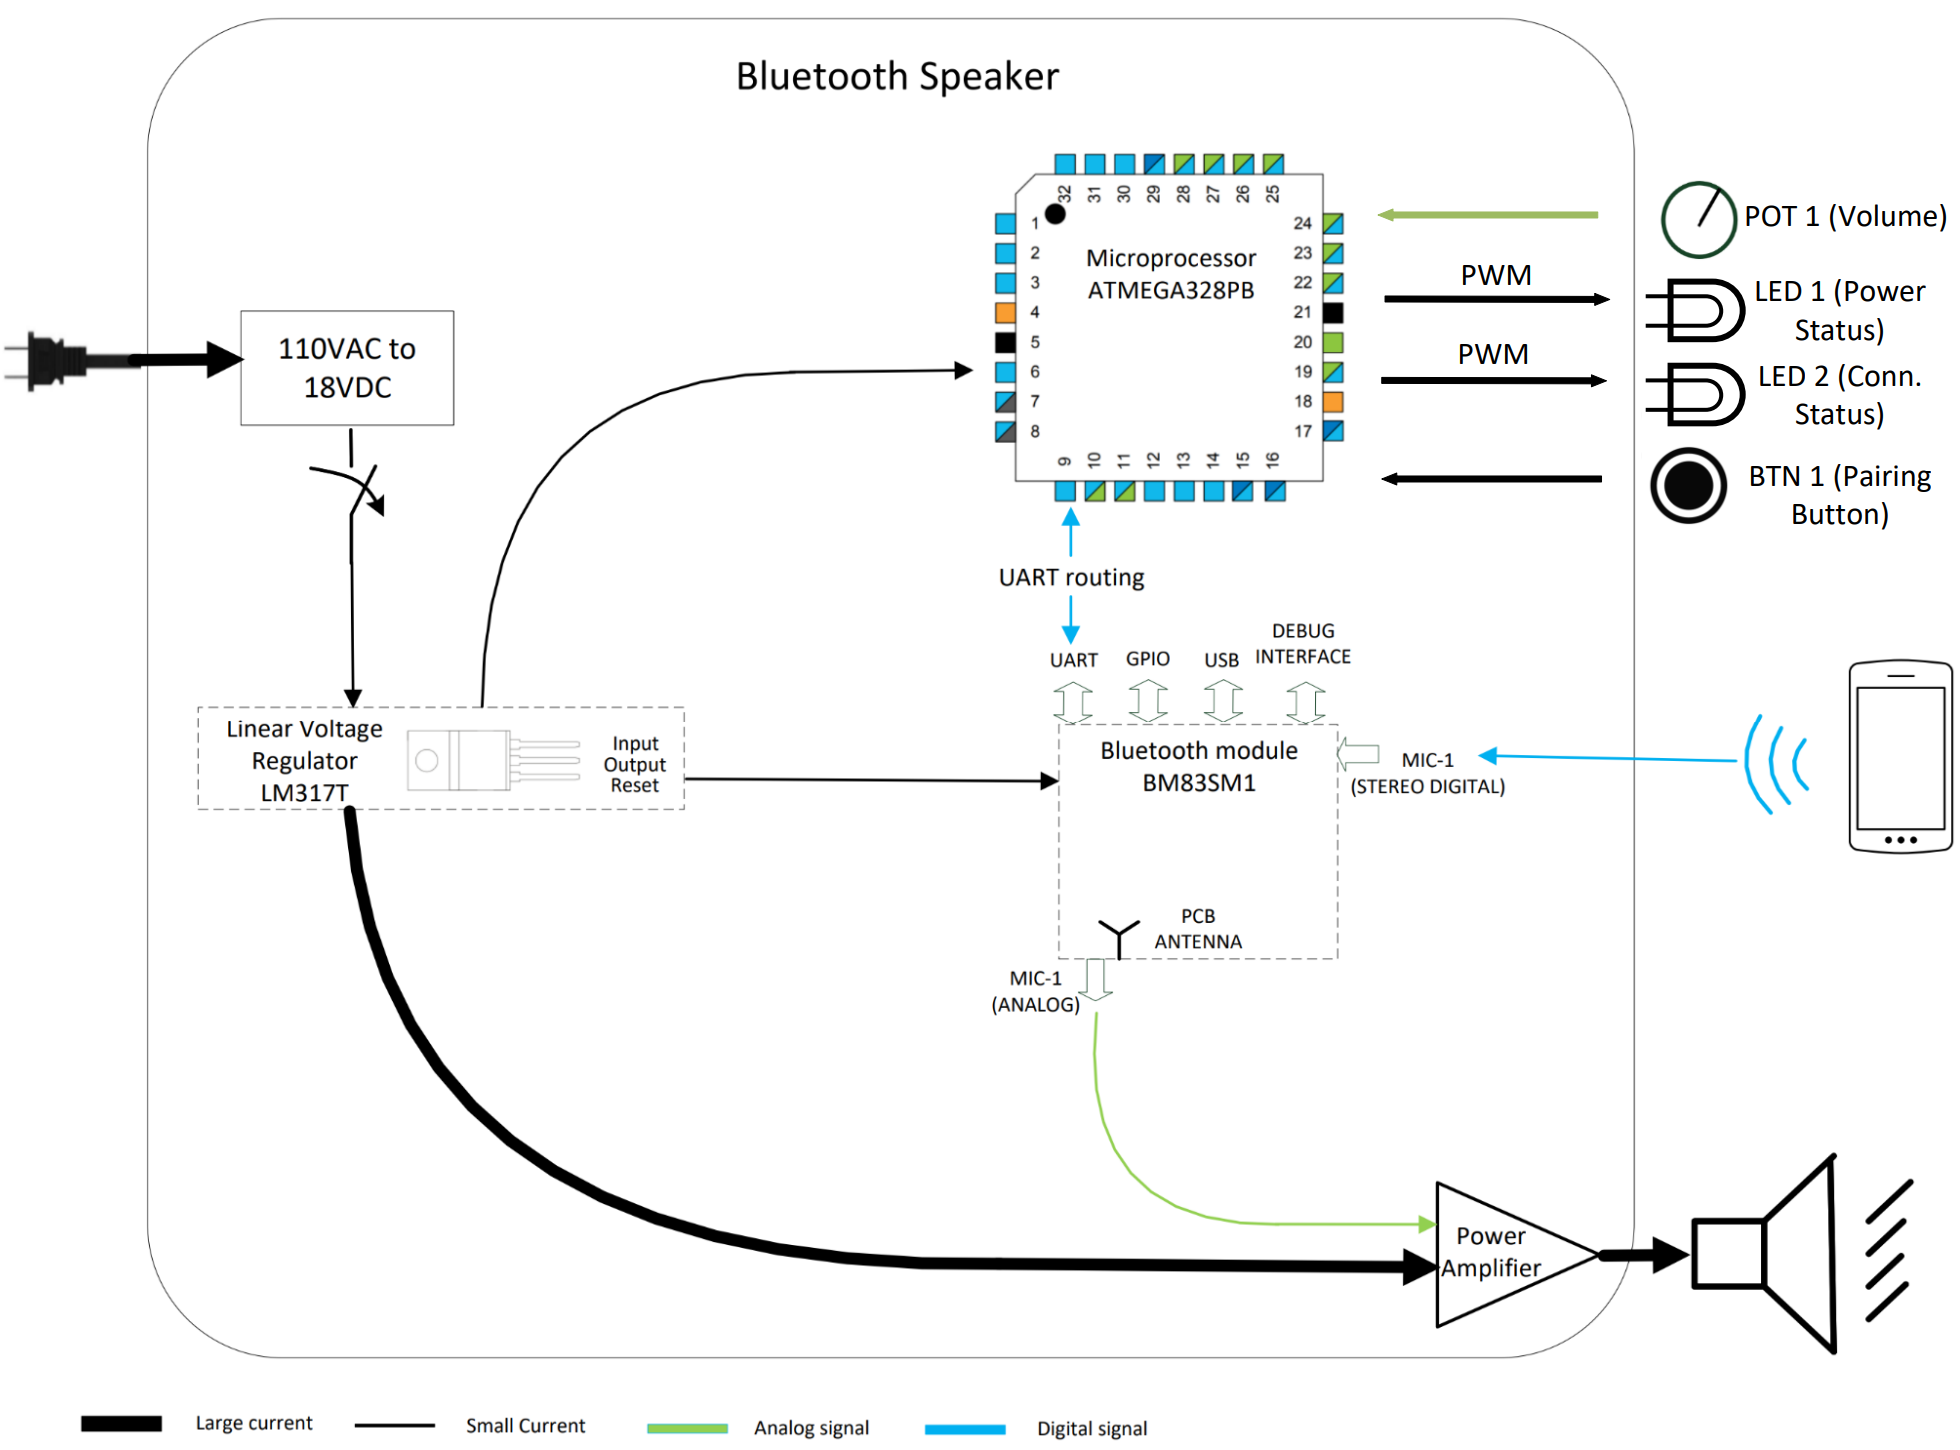 Bluetooth Speaker
32
31
30
29
28
27
26
25
1
2
3
4
5
6
7
8
24
23
22
21
20
19
18
17
9
10
11
12
13
14
15
16
Microprocessor
ATMEGA328PB
POT 1 (Volume)
PWM
LED 1 (Power
Status)
PWM
LED 2 (Conn.
Status)
BTN 1 (Pairing
Button)
110VAC to
18VDC
UART routing
UART
GPIO
USB
DEBUG
INTERFACE
Linear Voltage
Regulator
LM317T
Input
Output
Reset
Bluetooth module
BM83SM1
MIC-1
(STEREO DIGITAL)
PCB
ANTENNA
MIC-1
(ANALOG)
Power
Amplifier
Large current
Small Current
Analog signal
Digital signal